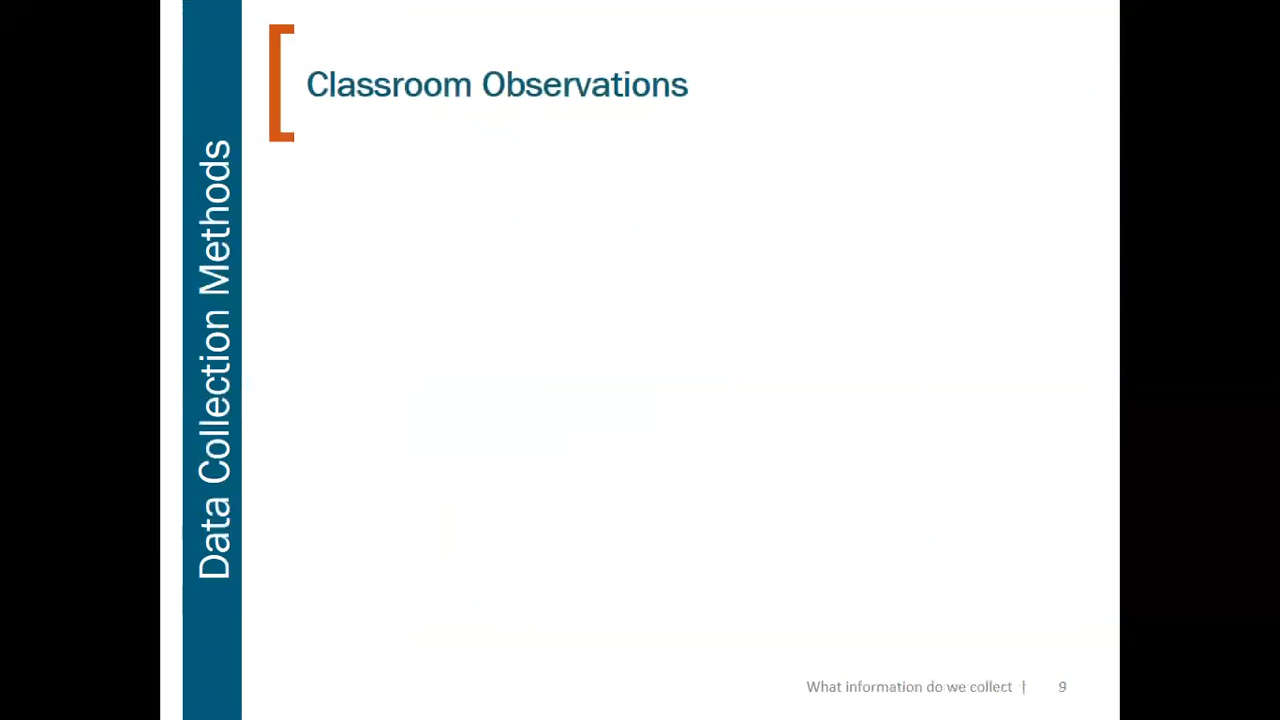 Classroom Observations
Data Collection Methods
What information do we collect | 9